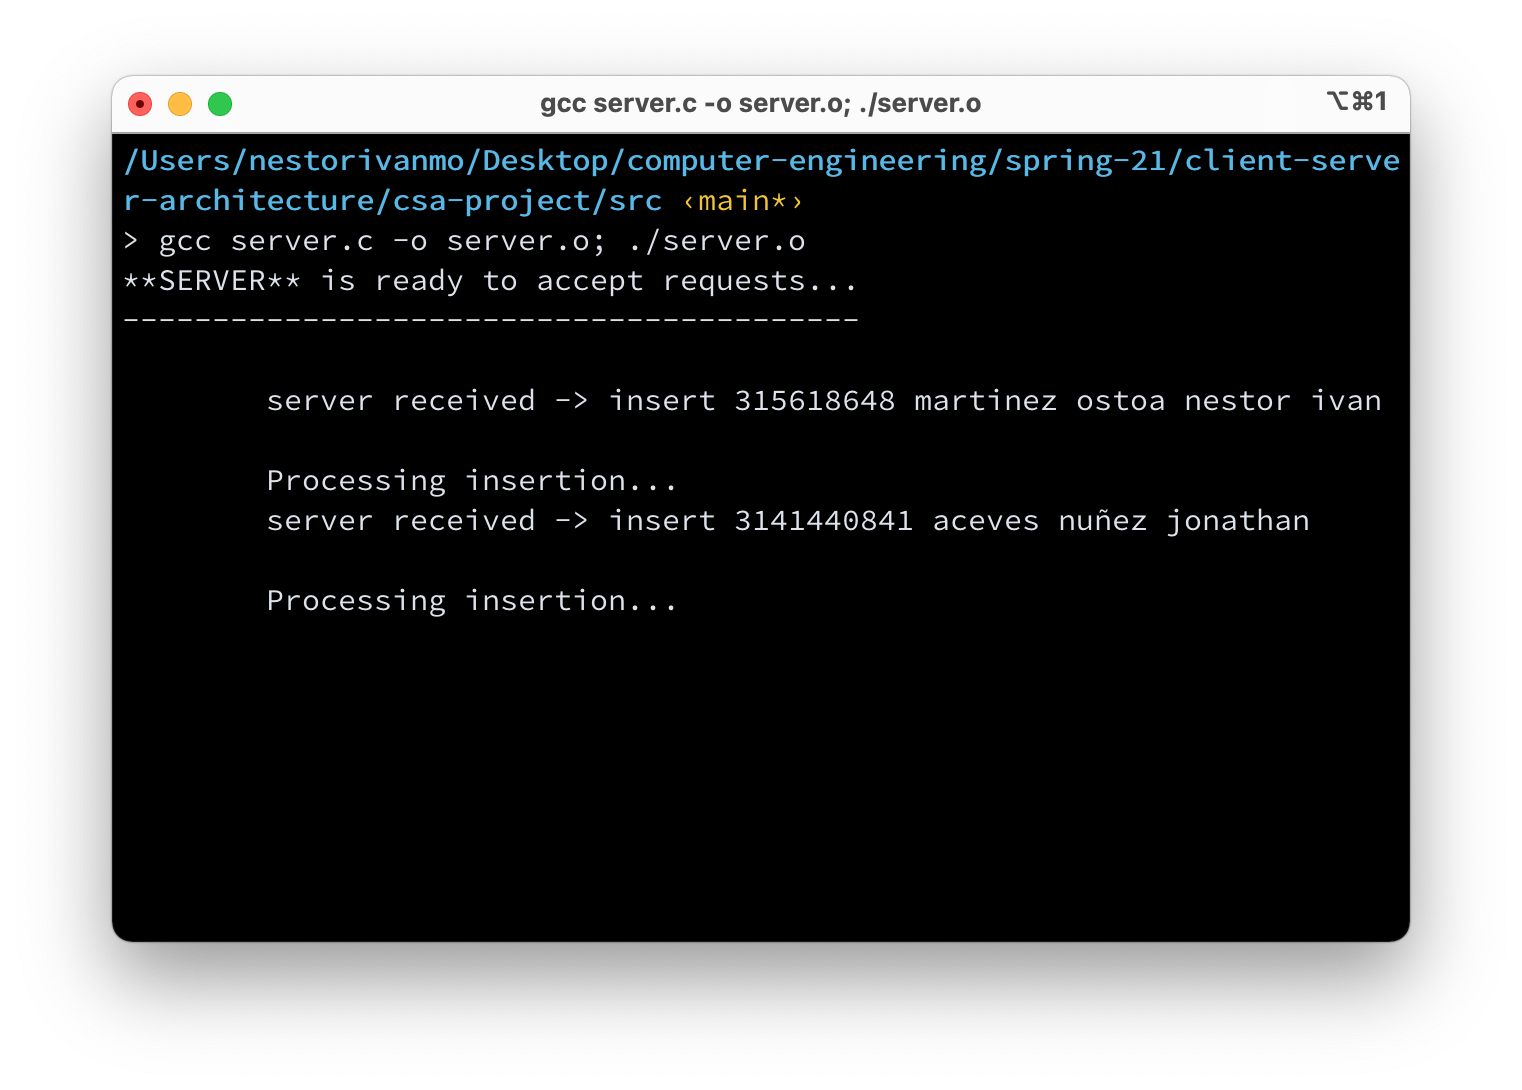 gcc server.c -o server.o; ./server.o ⌥⌘1
/Users/nestorivanmo/Desktop/computer-engineering/spring-21/client-serve
r-architecture/csa-project/src ‹main*›
> gcc server.c -o server.o; ./server.o
**SERVER** is ready to accept requests...
-----------------------------------------
server received -> insert 315618648 martinez ostoa nestor ivan
Processing insertion...
server received -> insert 3141440841 aceves nuñez jonathan
Processing insertion...